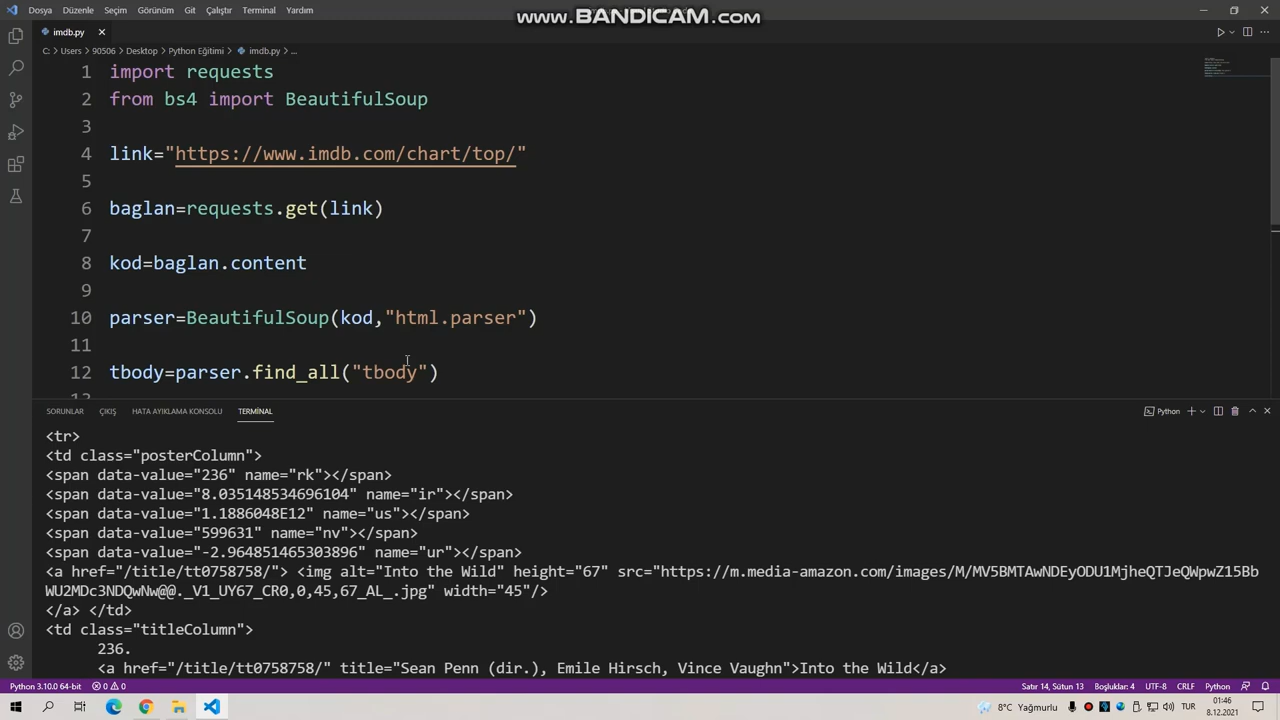 Dosya Düzenle Seçim Görünüm Git Çalıştır Terminal Yardım
www.BANDICAM.com
imdb.py
C: > Users > 90506 > Desktop > Python Eğitimi > imdb.py > ...
1 import requests
2 from bs4 import BeautifulSoup
3
4 link="https://www.imdb.com/chart/top/"
5
6 baglan=requests.get(link)
7
8 kod=baglan.content
9
10 parser=BeautifulSoup(kod,"html.parser")
11
12 tbody=parser.find_all("tbody")
13
SORUNLAR ÇIKIŞ HATA AYIKLAMA KONSOLU TERMİNAL
Python
<tr>
<td class="posterColumn">
<span data-value="236" name="rk"></span>
<span data-value="8.035148534696104" name="ir"></span>
<span data-value="1.1886048E12" name="us"></span>
<span data-value="599631" name="nv"></span>
<span data-value="-2.964851465303896" name="ur"></span>
<a href="/title/tt0758758/"> <img alt="Into the Wild" height="67" src="https://m.media-amazon.com/images/M/MV5BMTAwNDEyODU1MjheQTJeQWpwZ15Bb
WU2MDc3NDQwNw@@._V1_UY67_CR0,0,45,67_AL_.jpg" width="45"/>
</a> </td>
<td class="titleColumn">
236.
<a href="/title/tt0758758/" title="Sean Penn (dir.), Emile Hirsch, Vince Vaughn">Into the Wild</a>
Python 3.10.0 64-bit 0 0 Satır 14, Sütun 13 Boşluklar: 4 UTF-8 CRLF Python
8°C Yağmurlu TUR 01:46
8.12.2021